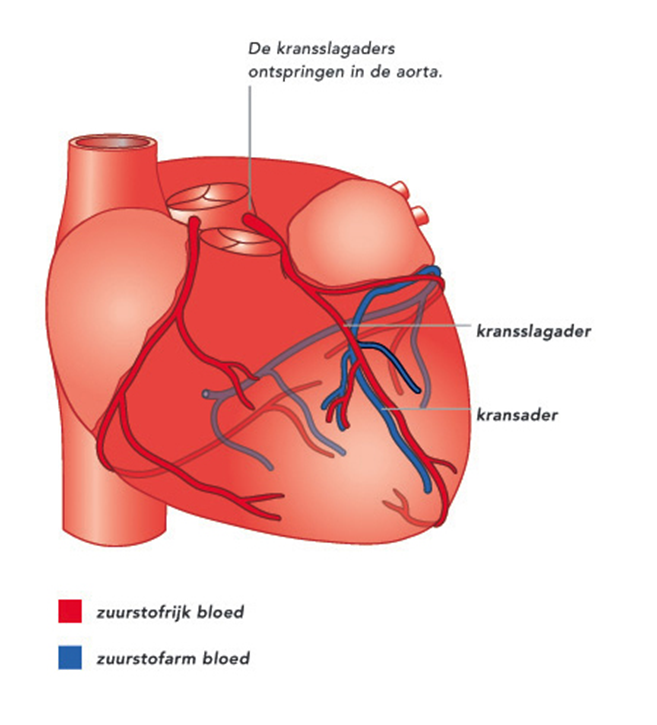 De kransslagaders
ontspringen in de aorta.
kransslagader
kransader
zuurstofrijk bloed
zuurstofarm bloed